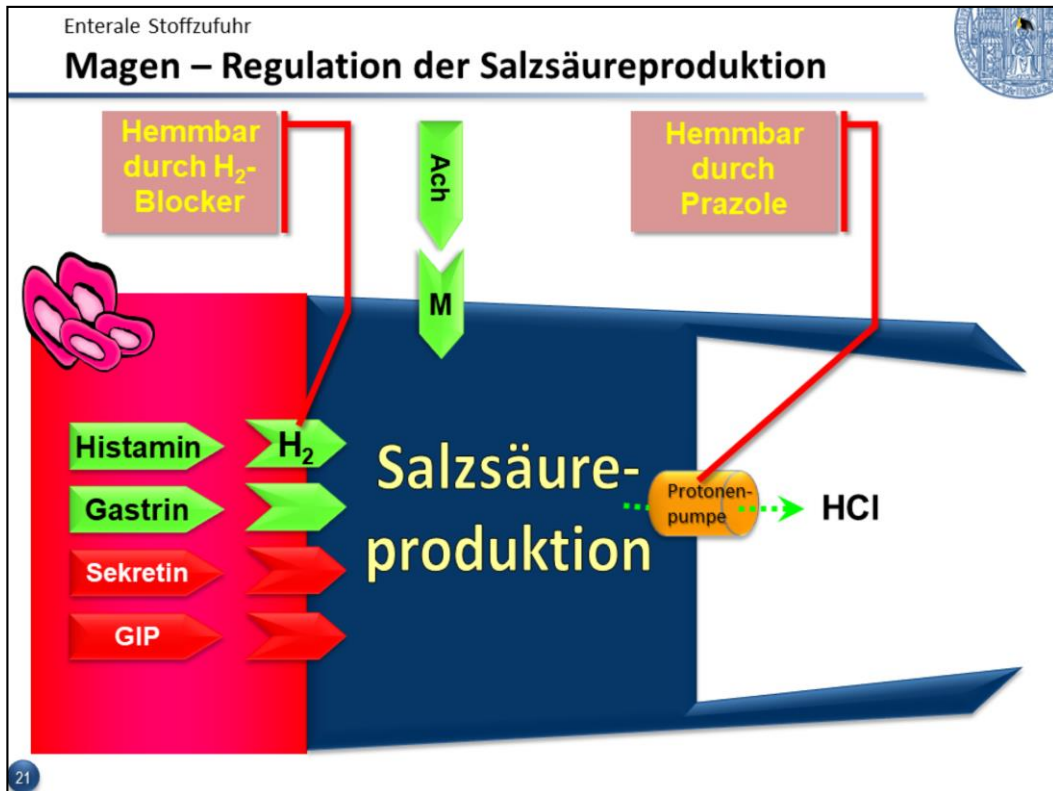 Enterale Stoffzufuhr
Magen – Regulation der Salzsäureproduktion
Hemmbar
durch H₂-
Blocker
Ach
M
Hemmbar
durch
Prazole
Histamin
H₂
Gastrin
Sekretin
GIP
Salzsäure-
produktion
Protonen-
pumpe
HCl
21